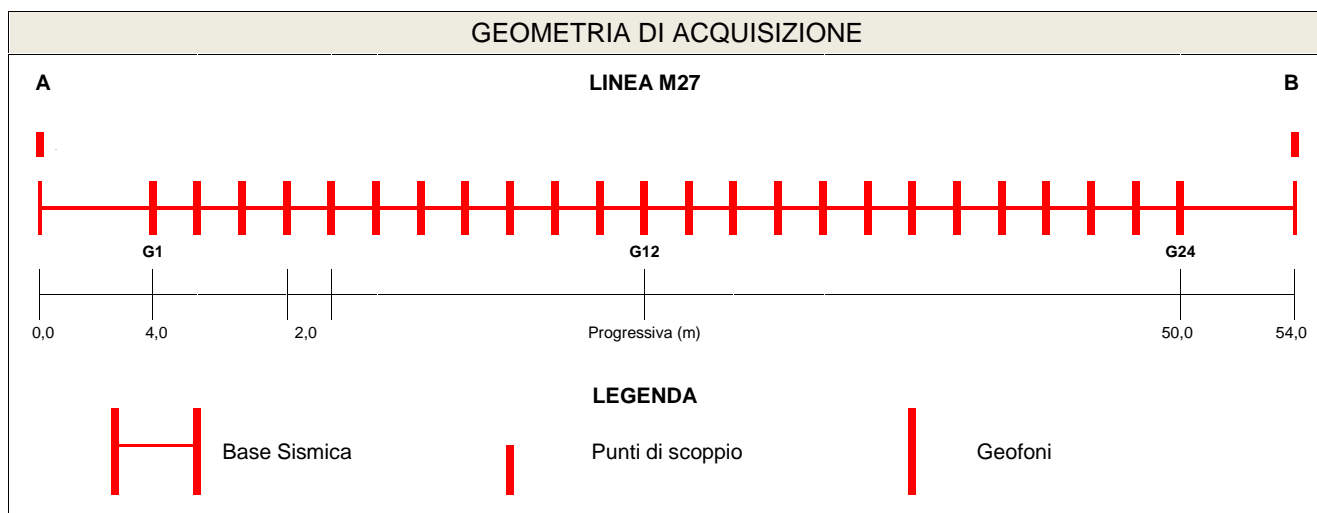 GEOMETRIA DI ACQUISIZIONE
A LINEA M27 B
G1 G12 G24
0,0 4,0 2,0 Progressiva (m) 50,0 54,0
LEGENDA
Base Sismica Punti di scoppio Geofoni